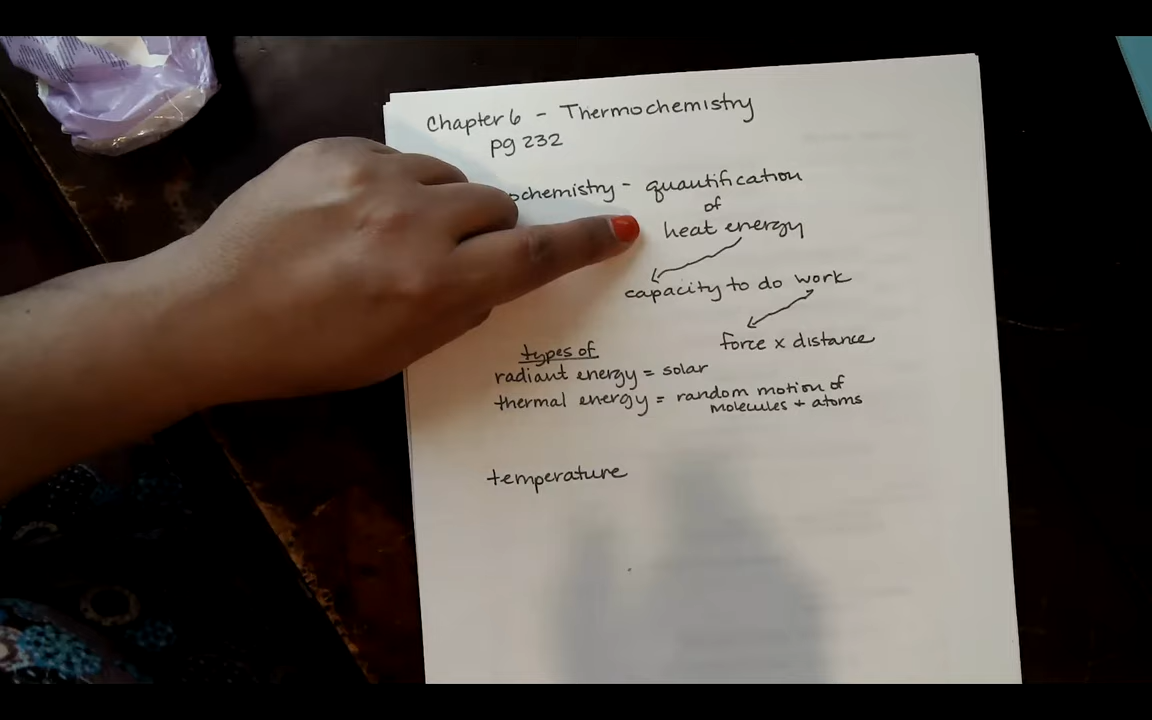 Chapter 6 - Thermochemistry
pg 232
ochemistry - quantification
of
heat energy
capacity to do work
force x distance
types of
radiant energy = solar
thermal energy = random motion of
molecules + atoms
temperature